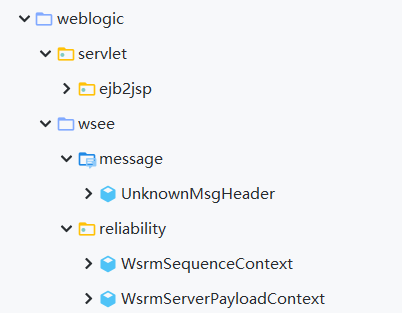 weblogic
servlet
ejb2jsp
wsee
message
UnknownMsgHeader
reliability
WsrmSequenceContext
WsrmServerPayloadContext